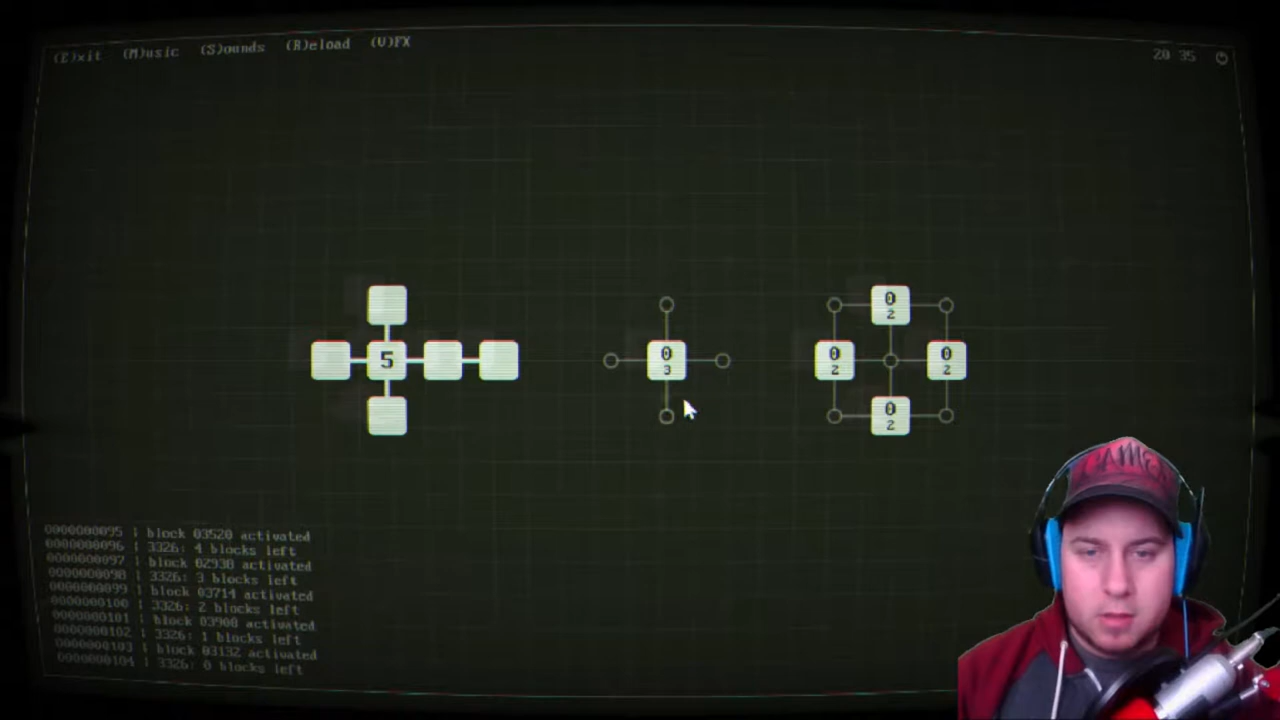 (E)xit (M)usic (S)ounds (R)eload (V)FX
20 35
0
2
5
0
3
0
2
0
2
0
2
0000000095 | block 03520 activated
0000000096 | 3326: 4 blocks left
0000000097 | block 02938 activated
0000000098 | 3326: 3 blocks left
0000000099 | block 03714 activated
0000000100 | 3326: 2 blocks left
0000000101 | block 03908 activated
0000000102 | 3326: 1 blocks left
0000000103 | block 03132 activated
0000000104 | 3326: 0 blocks left